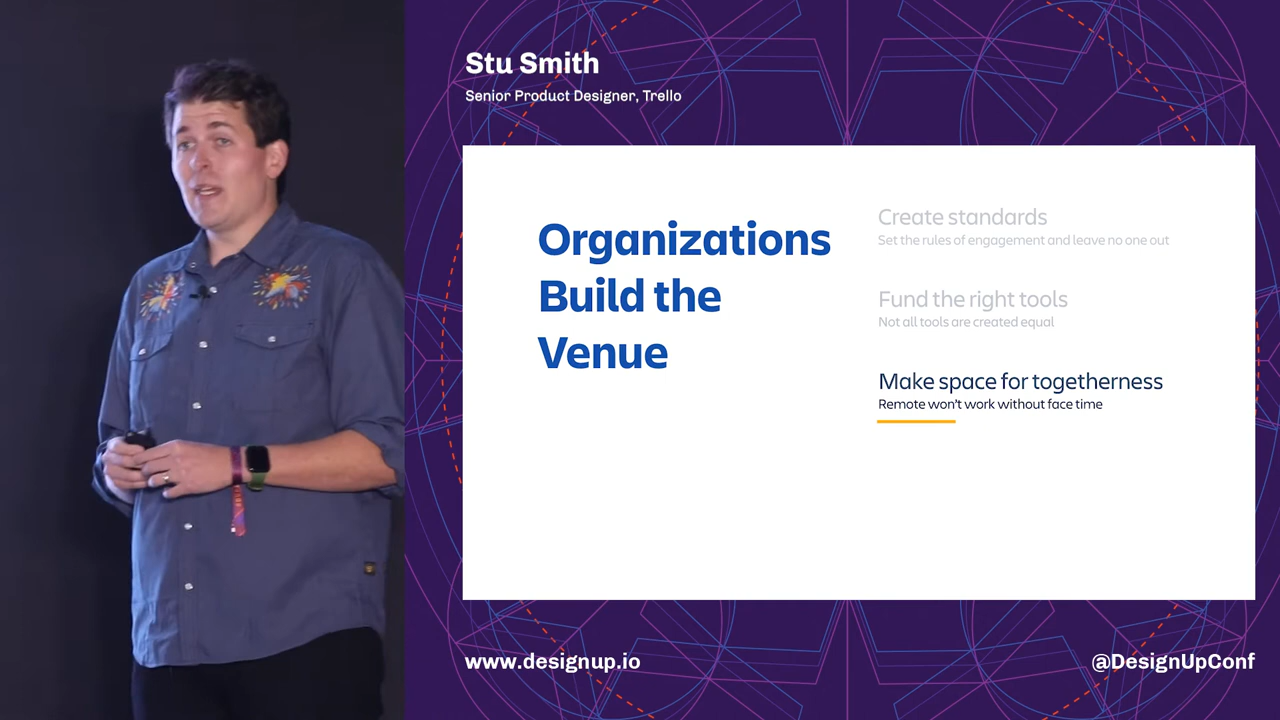 Stu Smith
Senior Product Designer, Trello
Organizations
Build the
Venue
Create standards
Set the rules of engagement and leave no one out
Fund the right tools
Not all tools are created equal
Make space for togetherness
Remote won't work without face time
www.designup.io
@DesignUpConf